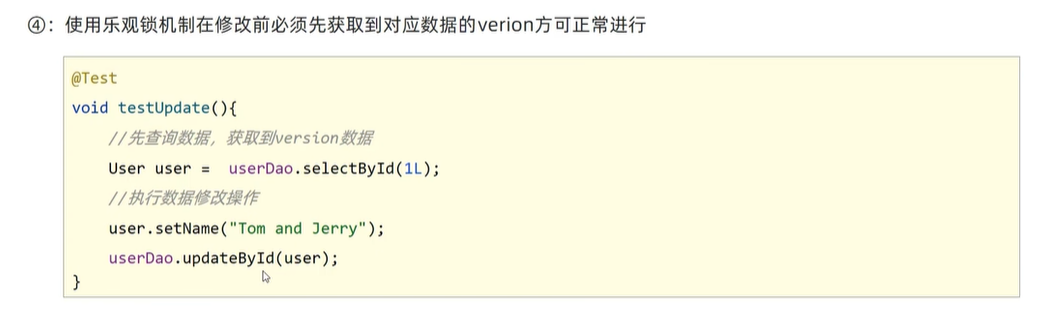 ④：使用乐观锁机制在修改前必须先获取到对应数据的verion方可正常进行
@Test
void testUpdate(){
//先查询数据，获取到version数据
User user =  userDao.selectById(1L);
//执行数据修改操作
user.setName("Tom and Jerry");
userDao.updateById(user);
}